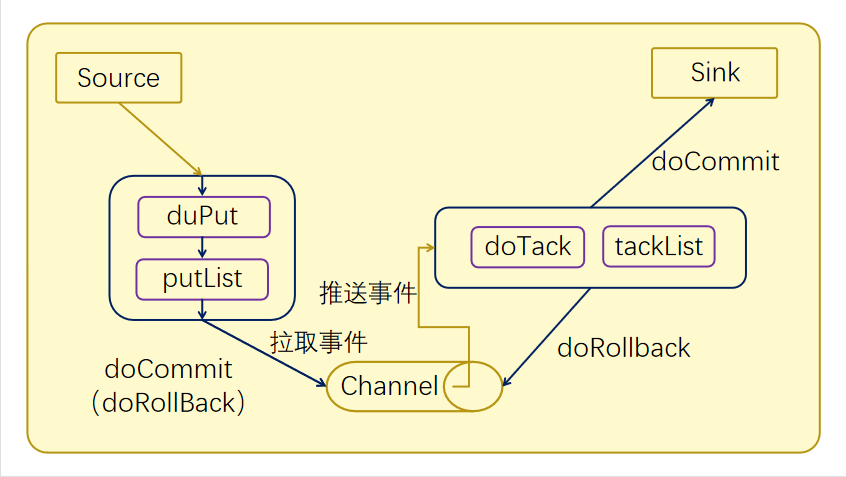 Source
Sink
doCommit
duPut
doTack
tackList
putList
推送事件
拉取事件
doRollback
doCommit
（doRollBack）
Channel